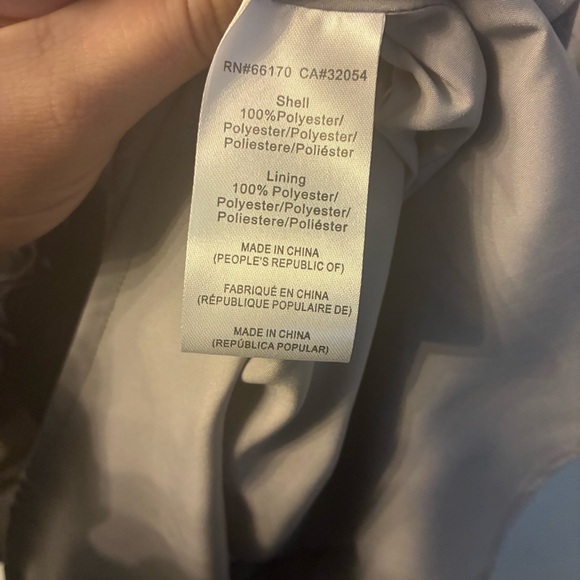 RN#66170 CA#32054
Shell
100%Polyester/
Polyester/Polyester/
Poliestere/Poliéster
Lining
100% Polyester/
Polyester/Polyester/
Poliestere/Poliéster
MADE IN CHINA
(PEOPLE'S REPUBLIC OF)
FABRIQUÉ EN CHINA
(RÉPUBLIQUE POPULAIRE DE)
MADE IN CHINA
(REPÚBLICA POPULAR)